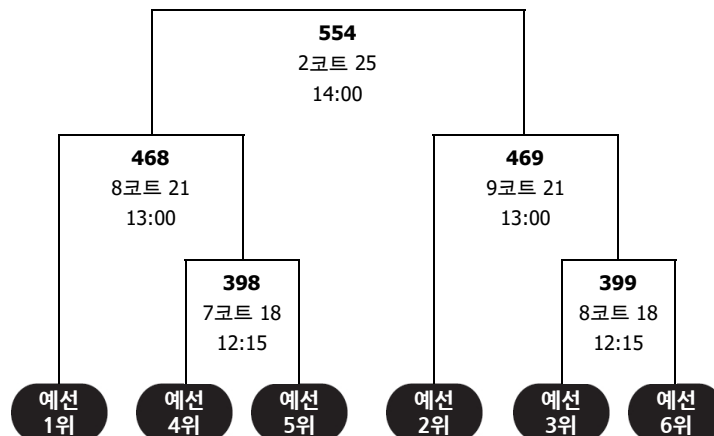 554
2코트 25
14:00
468
8코트 21
13:00
469
9코트 21
13:00
398
7코트 18
12:15
399
8코트 18
12:15
예선
1위
예선
4위
예선
5위
예선
2위
예선
3위
예선
6위